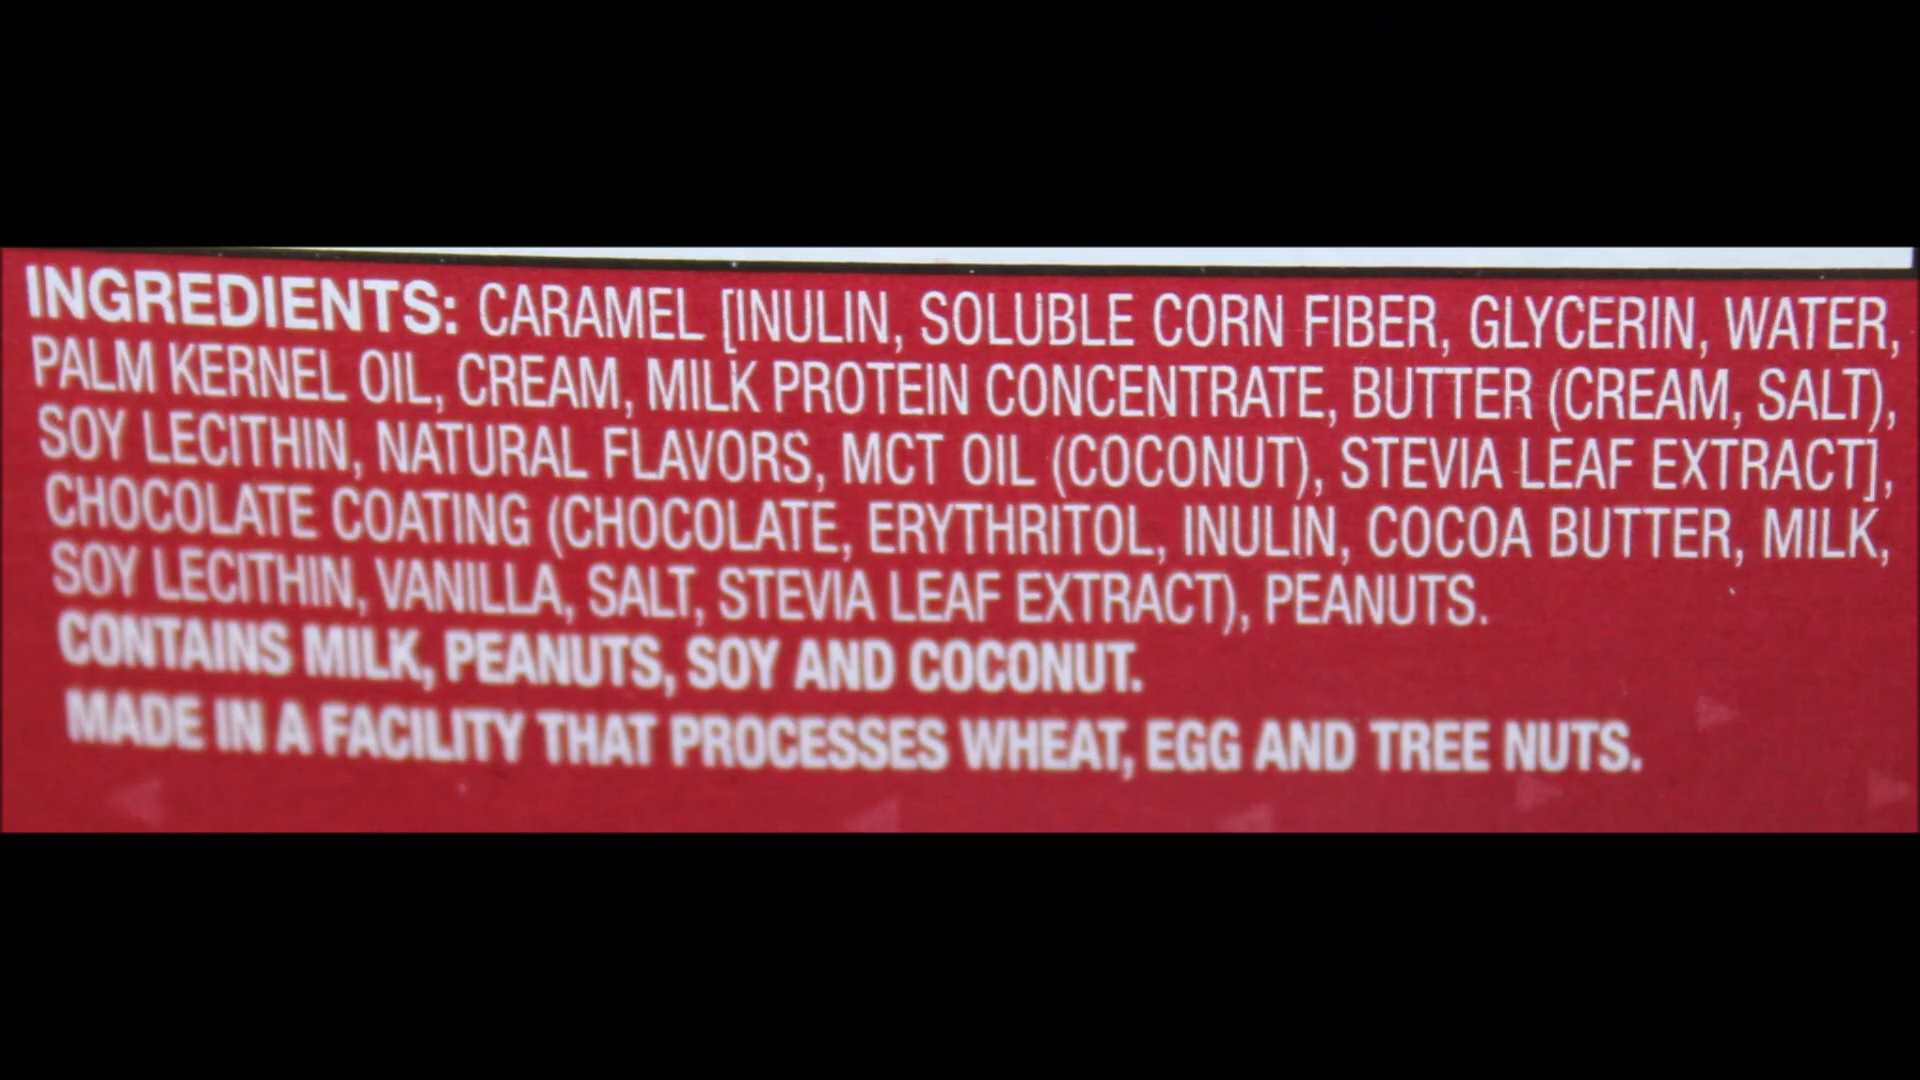 INGREDIENTS: CARAMEL [INULIN, SOLUBLE CORN FIBER, GLYCERIN, WATER,
PALM KERNEL OIL, CREAM, MILK PROTEIN CONCENTRATE, BUTTER (CREAM, SALT),
SOY LECITHIN, NATURAL FLAVORS, MCT OIL (COCONUT), STEVIA LEAF EXTRACT],
CHOCOLATE COATING (CHOCOLATE, ERYTHRITOL, INULIN, COCOA BUTTER, MILK,
SOY LECITHIN, VANILLA, SALT, STEVIA LEAF EXTRACT), PEANUTS.
CONTAINS MILK, PEANUTS, SOY AND COCONUT.
MADE IN A FACILITY THAT PROCESSES WHEAT, EGG AND TREE NUTS.